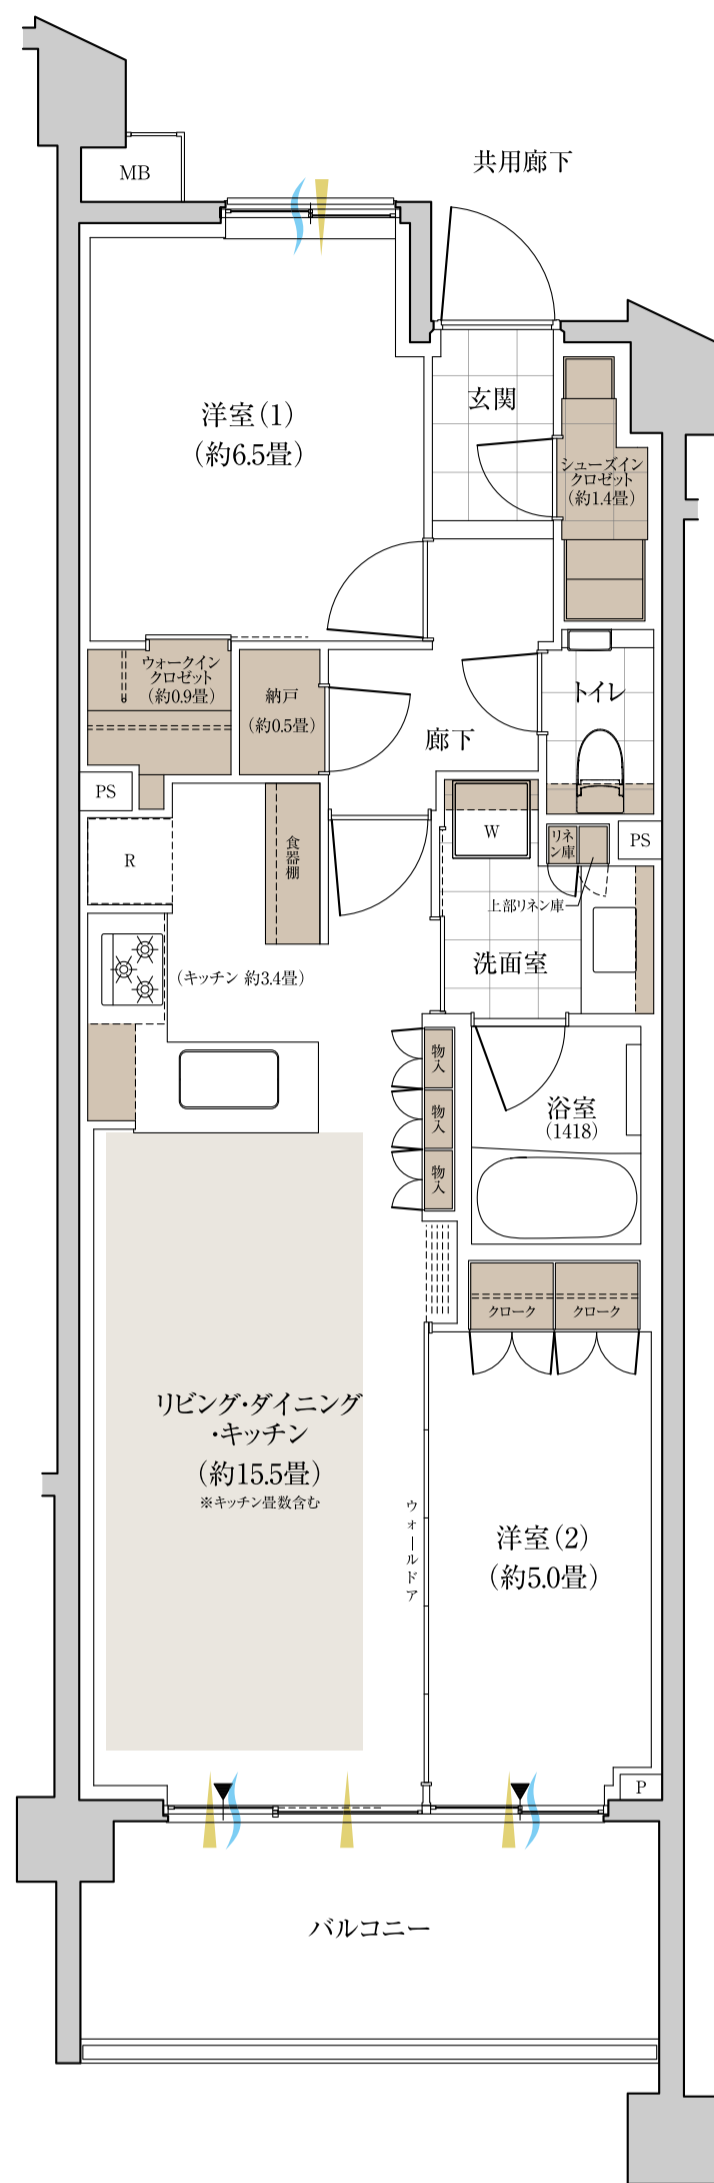 MB
共用廊下
洋室（1）
（約6.5畳）
玄関
シューズイン
クロゼット
（約1.4畳）
ウォークイン
クロゼット
（約0.9畳）
納戸
（約0.5畳）
トイレ
廊下
PS
R
食器棚
W
リネ
ン庫
PS
上部リネン庫
（キッチン 約3.4畳）
洗面室
物入
物入
物入
浴室
（1418）
クローク
クローク
リビング・ダイニング
・キッチン
（約15.5畳）
※キッチン畳数含む
ウォールドア
洋室（2）
（約5.0畳）
P
バルコニー